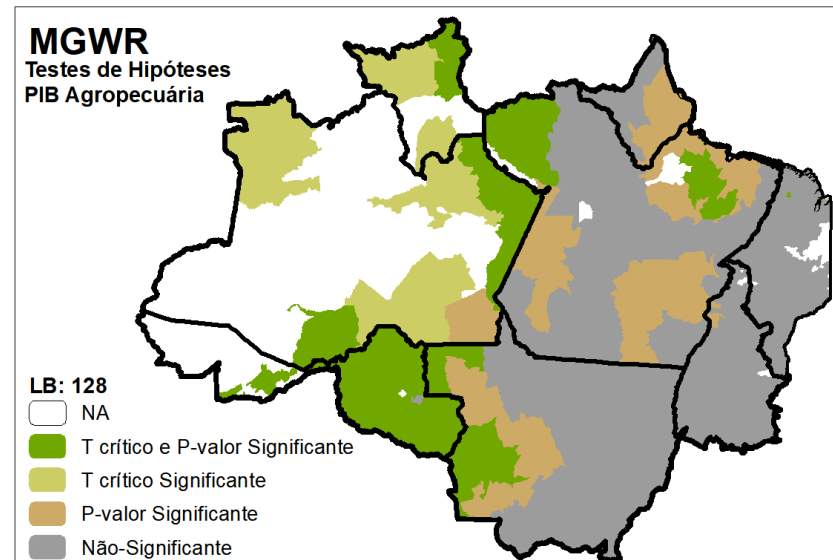 MGWR
Testes de Hipóteses
PIB Agropecuária
LB: 128
NA
T crítico e P-valor Significante
T crítico Significante
P-valor Significante
Não-Significante